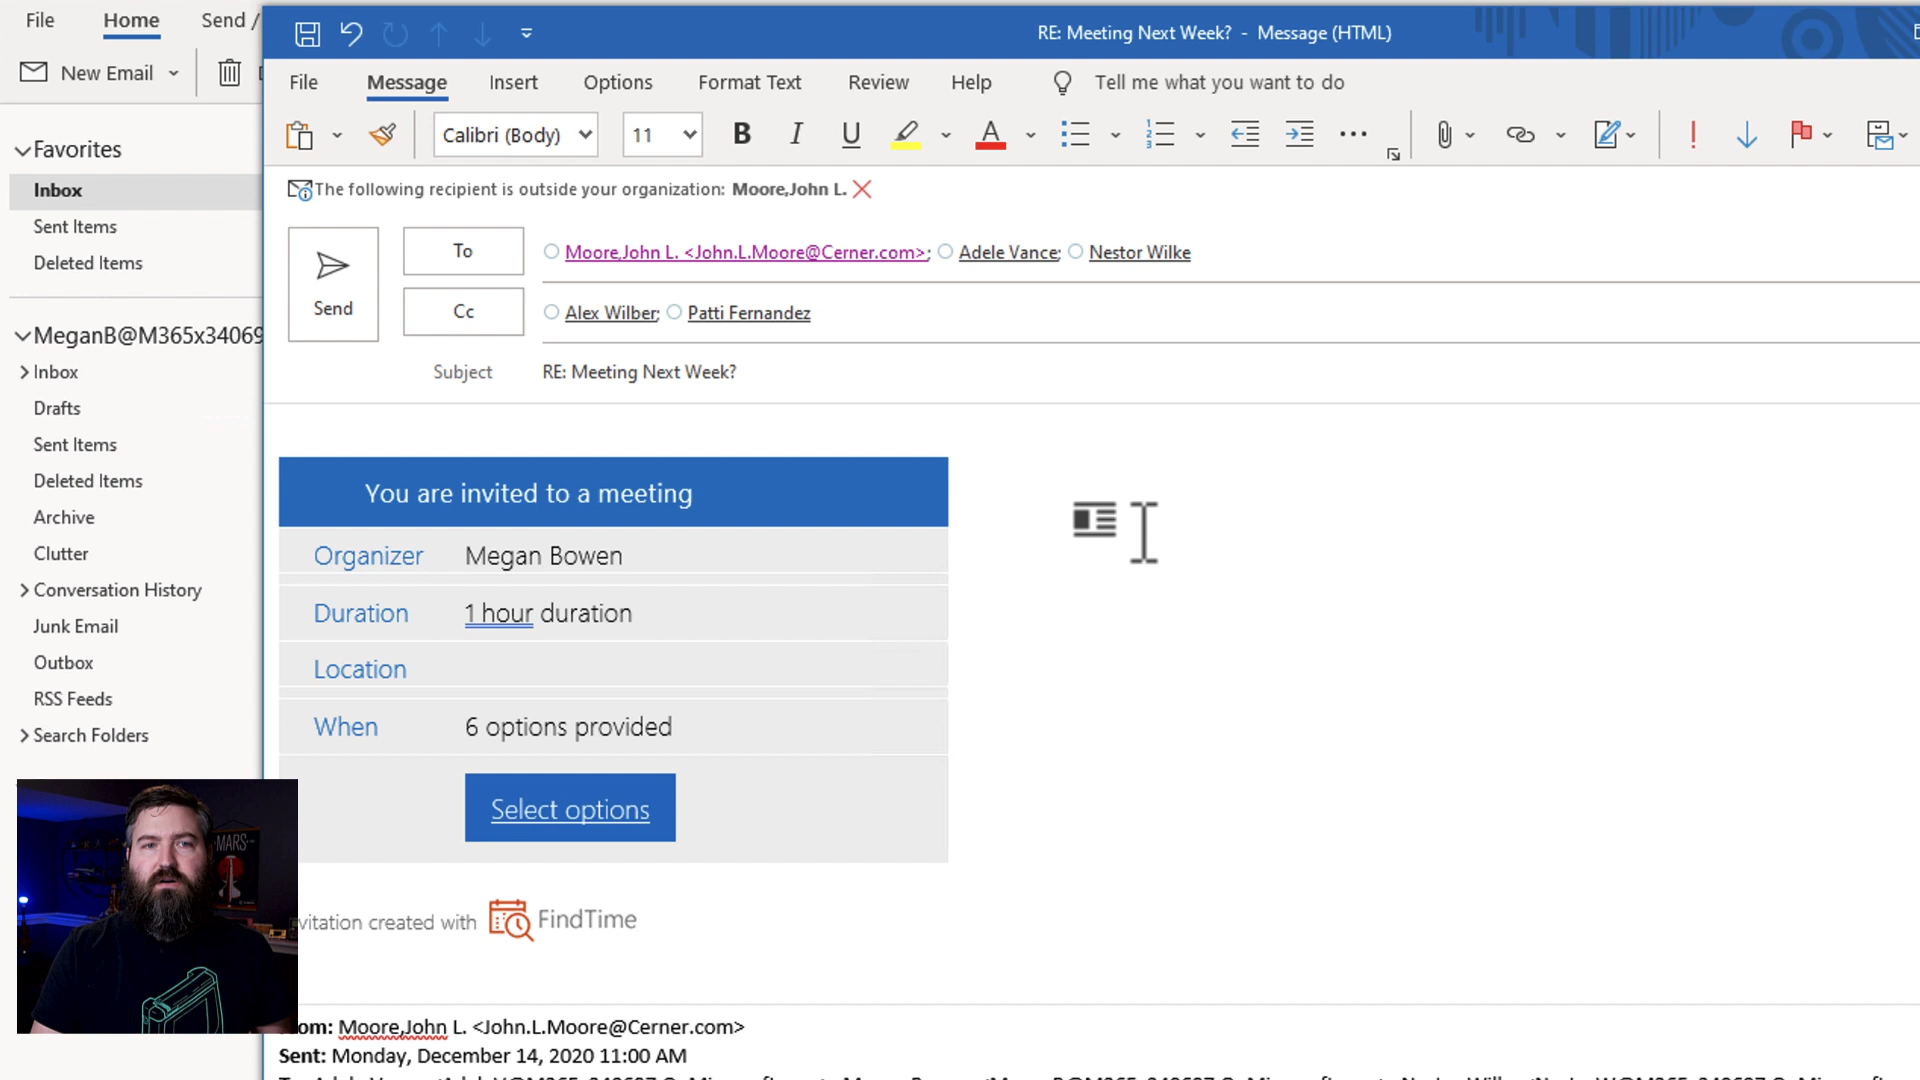 File Home Send /
New Email
Favorites
Inbox
Sent Items
Deleted Items
MeganB@M365x34069
Inbox
Drafts
Sent Items
Deleted Items
Archive
Clutter
Conversation History
Junk Email
Outbox
RSS Feeds
Search Folders
RE: Meeting Next Week? - Message (HTML)
File Message Insert Options Format Text Review Help Tell me what you want to do
Calibri (Body) 11 B I U A
The following recipient is outside your organization: Moore,John L.
Send
To Moore,John L. <John.L.Moore@Cerner.com>; Adele Vance; Nestor Wilke
Cc Alex Wilber; Patti Fernandez
Subject RE: Meeting Next Week?
You are invited to a meeting
Organizer Megan Bowen
Duration 1 hour duration
Location
When 6 options provided
Select options
vitation created with FindTime
MARS
om: Moore,John L. <John.L.Moore@Cerner.com>
Sent: Monday, December 14, 2020 11:00 AM